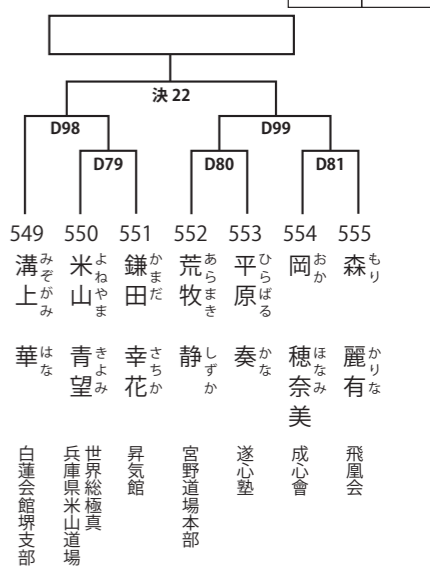 決 22
D98
D99
D79
D80
D81
549
溝上 華
みぞがみ はな
白蓮会館堺支部
550
米山 青望
よねやま きよみ
世界総極真
兵庫県米山道場
551
鎌田 幸花
かまだ さちか
昇気館
552
荒牧 静
あらまき しずか
宮野道場本部
553
平原 奏
ひらばる かな
遂心塾
554
岡 穂奈美
おか ほなみ
成心會
555
森 麗有
もり かりな
飛凰会